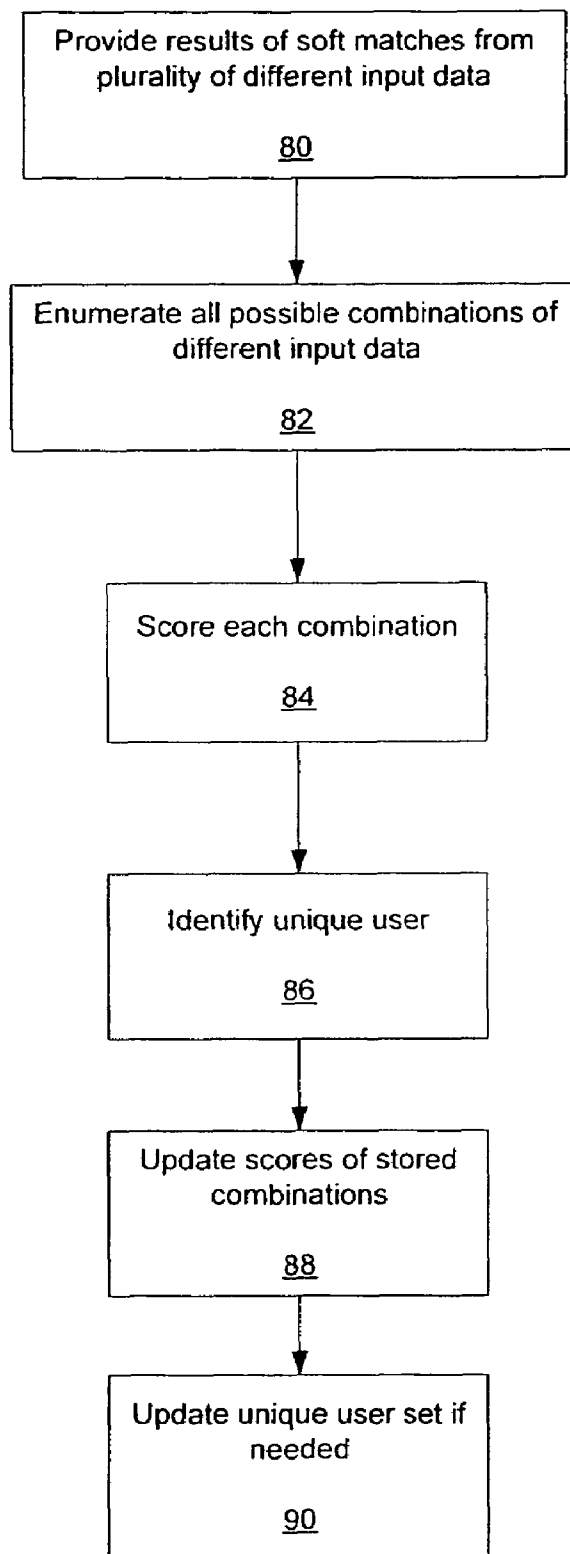 Provide results of soft matches from
plurality of different input data
80
Enumerate all possible combinations of
different input data
82
Score each combination
84
Identify unique user
86
Update scores of stored
combinations
88
Update unique user set if
needed
90